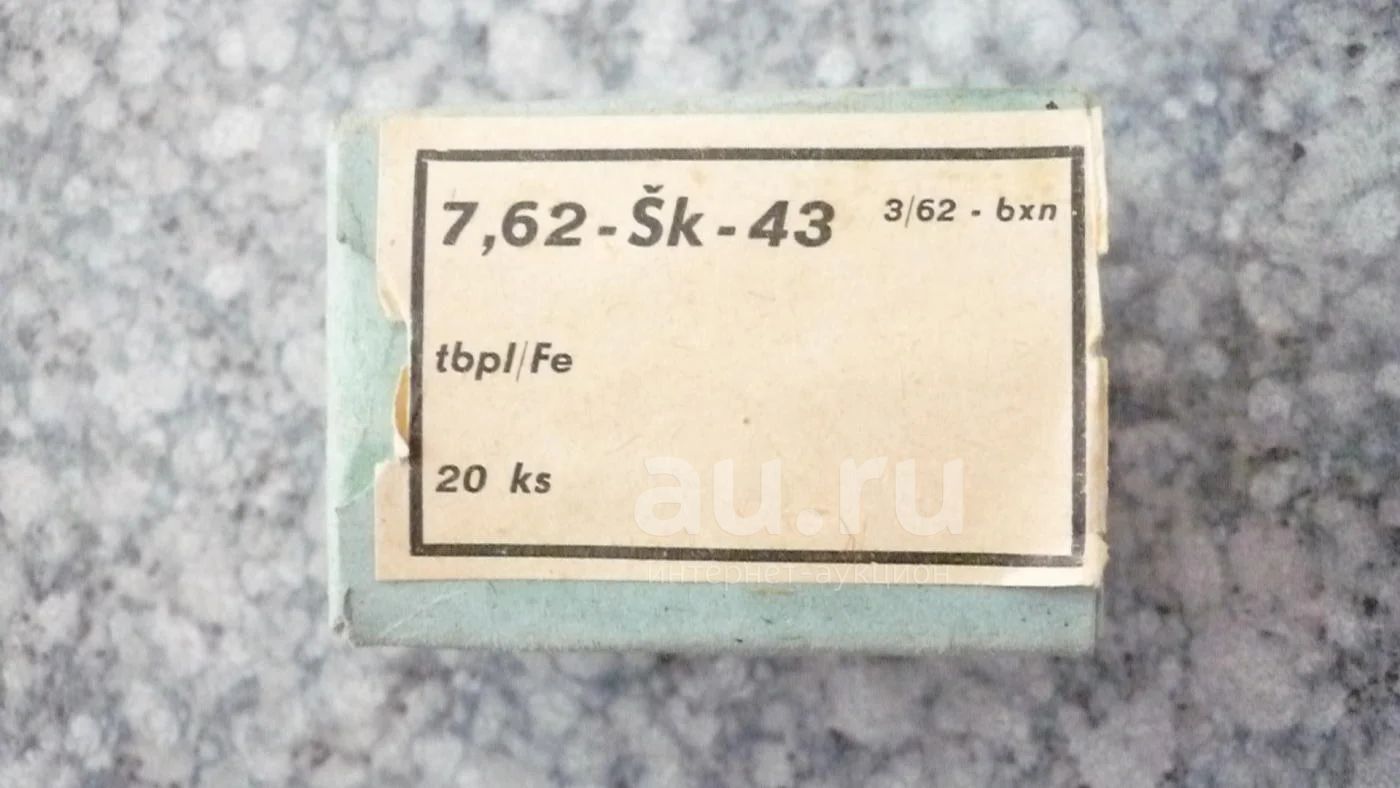 7,62-Šk-43 3/62 - bxn
tbpl/Fe
20 ks
au.ru
интернет-аукцион